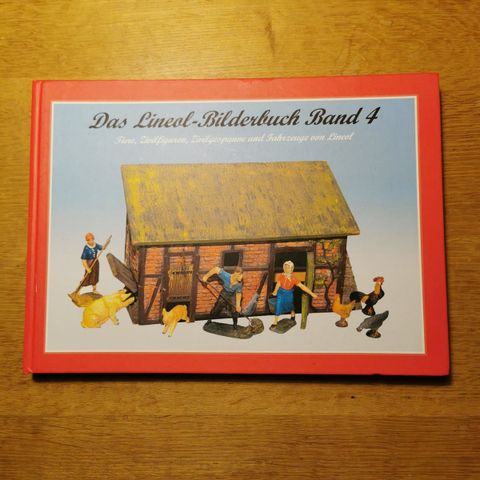 Das Lineol-Bilderbuch Band 4
Tiere, Zivilfiguren, Zivilgespanne und Fahrzeuge von Lineol